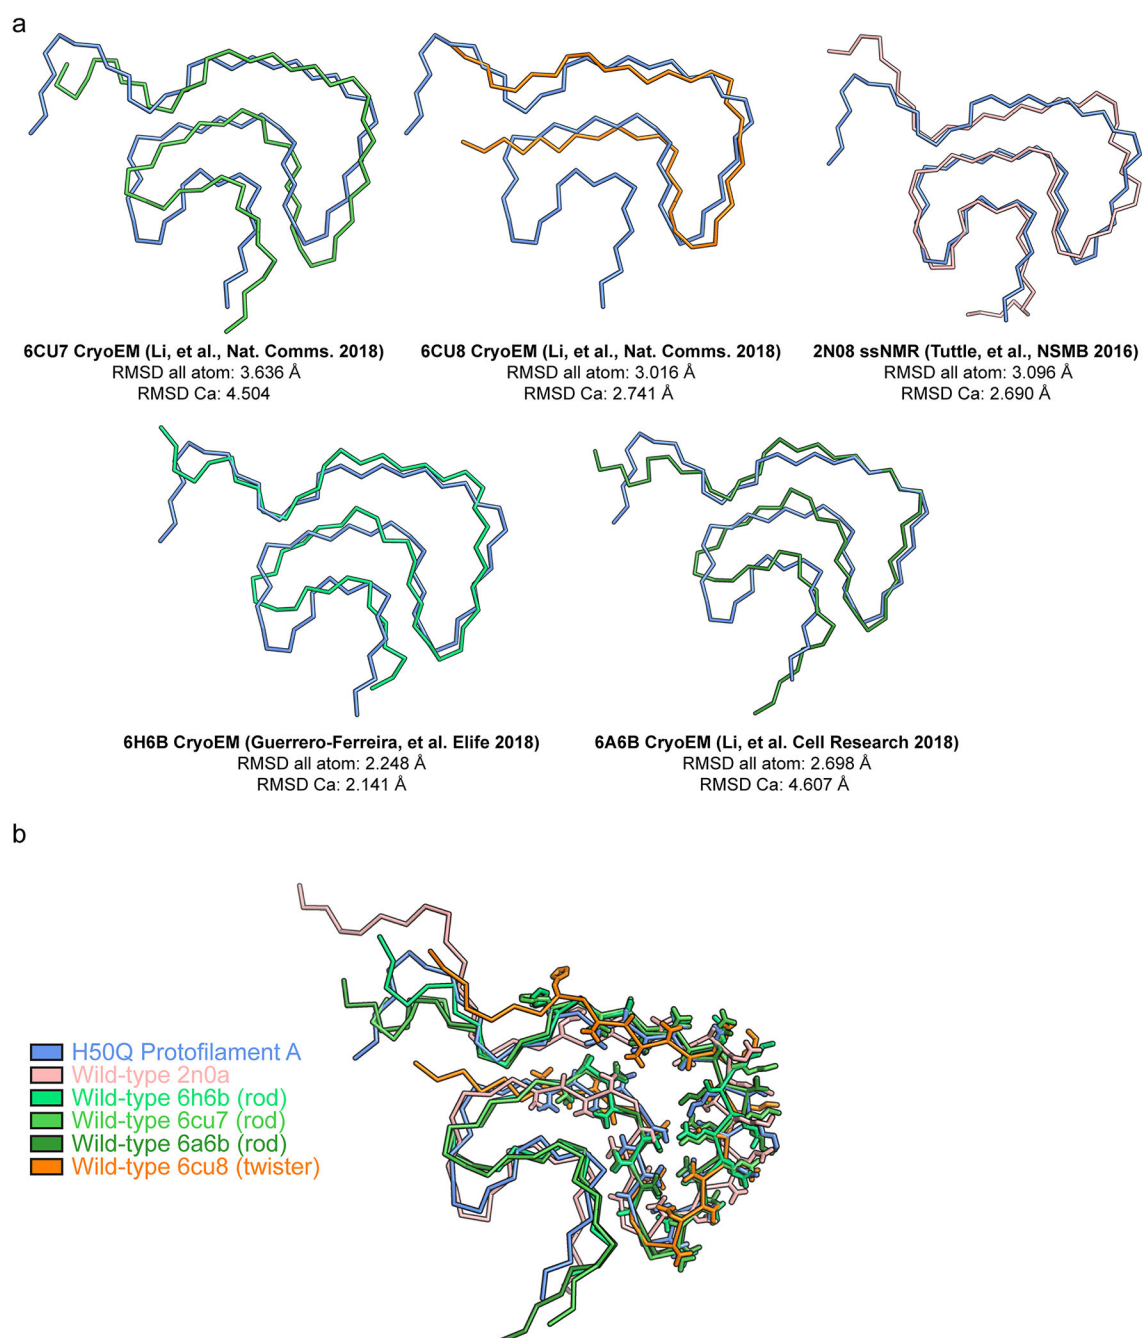 a
6CU7 CryoEM (Li, et al., Nat. Comms. 2018)
RMSD all atom: 3.636 Å
RMSD Ca: 4.504
6CU8 CryoEM (Li, et al., Nat. Comms. 2018)
RMSD all atom: 3.016 Å
RMSD Ca: 2.741 Å
2N08 ssNMR (Tuttle, et al., NSMB 2016)
RMSD all atom: 3.096 Å
RMSD Ca: 2.690 Å
6H6B CryoEM (Guerrero-Ferreira, et al. Elife 2018)
RMSD all atom: 2.248 Å
RMSD Ca: 2.141 Å
6A6B CryoEM (Li, et al. Cell Research 2018)
RMSD all atom: 2.698 Å
RMSD Ca: 4.607 Å
b
H50Q Protofilament A
Wild-type 2n0a
Wild-type 6h6b (rod)
Wild-type 6cu7 (rod)
Wild-type 6a6b (rod)
Wild-type 6cu8 (twister)